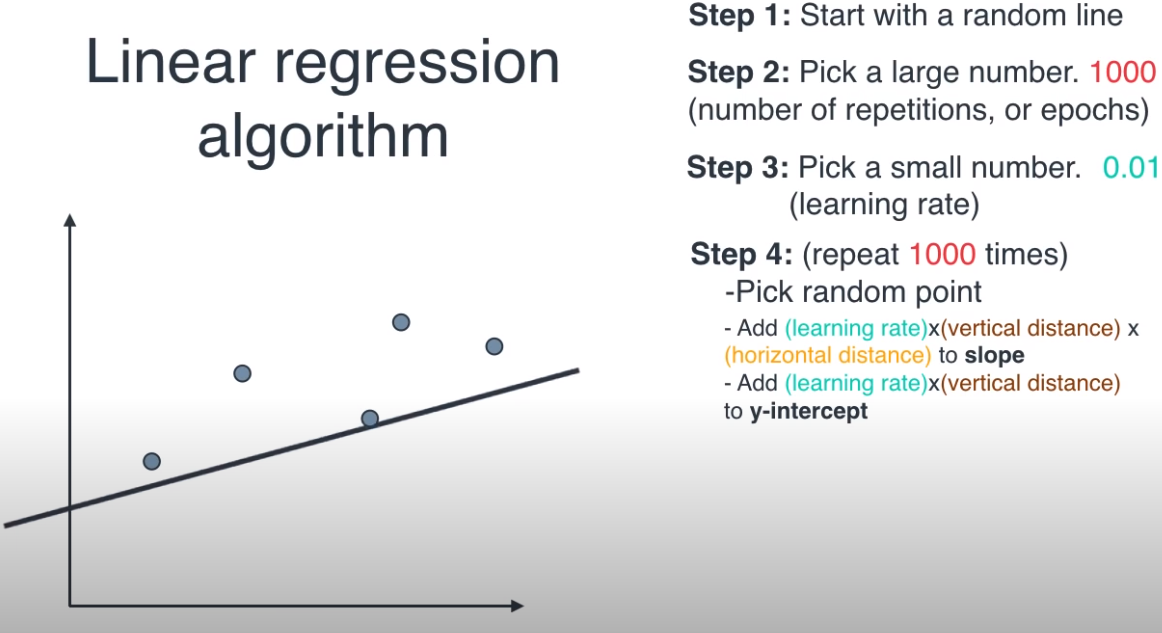 Linear regression
algorithm
Step 1: Start with a random line
Step 2: Pick a large number. 1000
(number of repetitions, or epochs)
Step 3: Pick a small number. 0.01
(learning rate)
Step 4: (repeat 1000 times)
-Pick random point
- Add (learning rate)x(vertical distance) x
(horizontal distance) to slope
- Add (learning rate)x(vertical distance)
to y-intercept